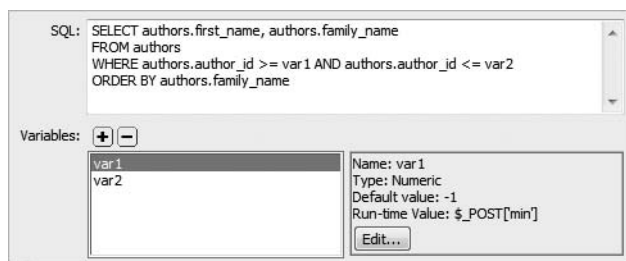 SQL: SELECT authors.first_name, authors.family_name
FROM authors
WHERE authors.author_id >= var1 AND authors.author_id <= var2
ORDER BY authors.family_name
Variables: + −
var1
var2
Name: var1
Type: Numeric
Default value: -1
Run-time Value: $_POST['min']
Edit...